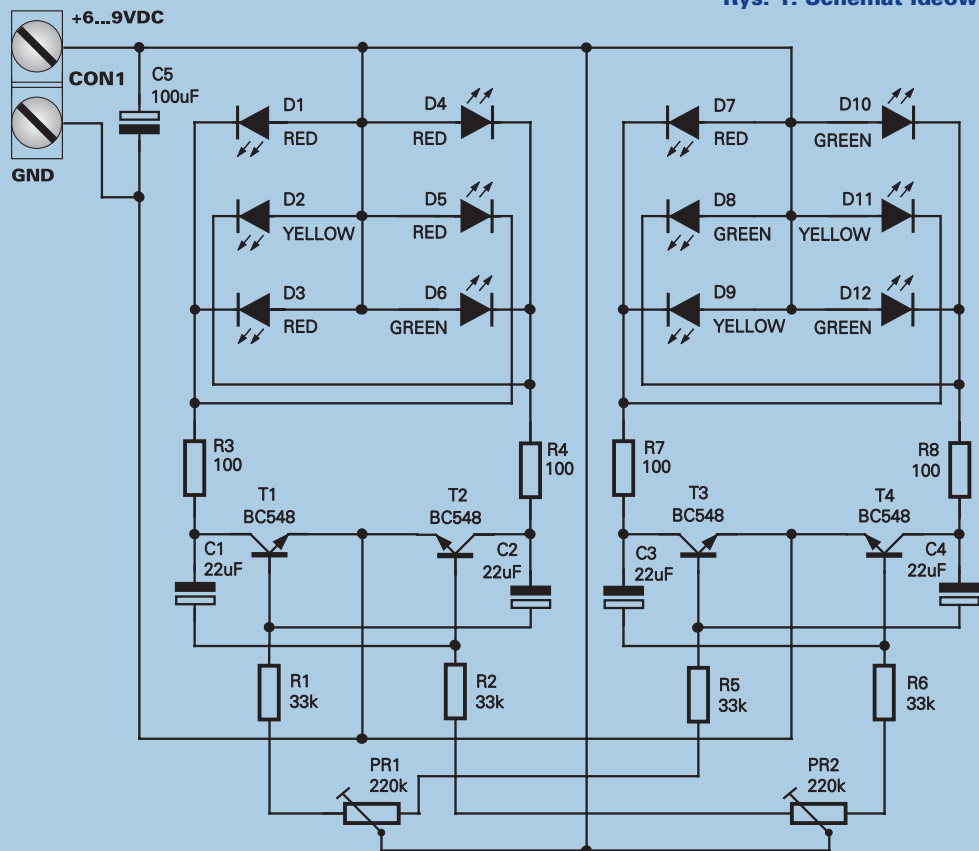 Rys. 1. Schemat ideow
+6...9VDC
CON1
GND
C5
100uF
D1
RED
D4
RED
D7
RED
D10
GREEN
D2
YELLOW
D5
RED
D8
GREEN
D11
YELLOW
D3
RED
D6
GREEN
D9
YELLOW
D12
GREEN
R3
100
R4
100
R7
100
R8
100
T1
BC548
T2
BC548
T3
BC548
T4
BC548
C1
22uF
C2
22uF
C3
22uF
C4
22uF
R1
33k
R2
33k
R5
33k
R6
33k
PR1
220k
PR2
220k